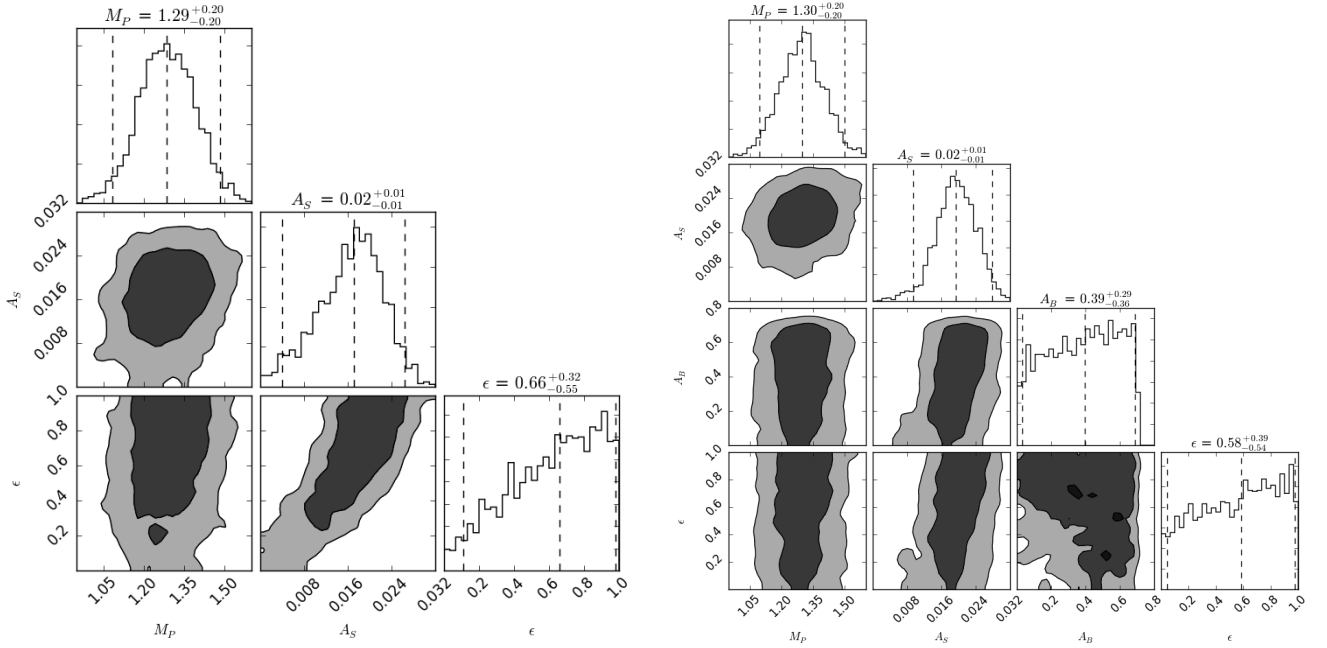 M_P = 1.29^{+0.20}_{-0.20}
0.032
A_S = 0.02^{+0.01}_{-0.01}
A_S
0.024
0.016
0.008
ϵ = 0.66^{+0.32}_{-0.55}
ϵ
1.0
0.8
0.6
0.4
0.2
1.05 1.20 1.35 1.50
M_P
0.008 0.016 0.024 0.032
A_S
0.2 0.4 0.6 0.8 1.0
ϵ
M_P = 1.30^{+0.20}_{-0.20}
0.032
A_S = 0.02^{+0.01}_{-0.01}
A_S
0.024
0.016
0.008
A_B = 0.39^{+0.29}_{-0.36}
A_B
0.8
0.6
0.4
0.2
ϵ = 0.58^{+0.39}_{-0.54}
ϵ
1.0
0.8
0.6
0.4
0.2
1.05 1.20 1.35 1.50
M_P
0.008 0.016 0.024 0.032
A_S
0.2 0.4 0.6 0.8
A_B
0.2 0.4 0.6 0.8 1.0
ϵ